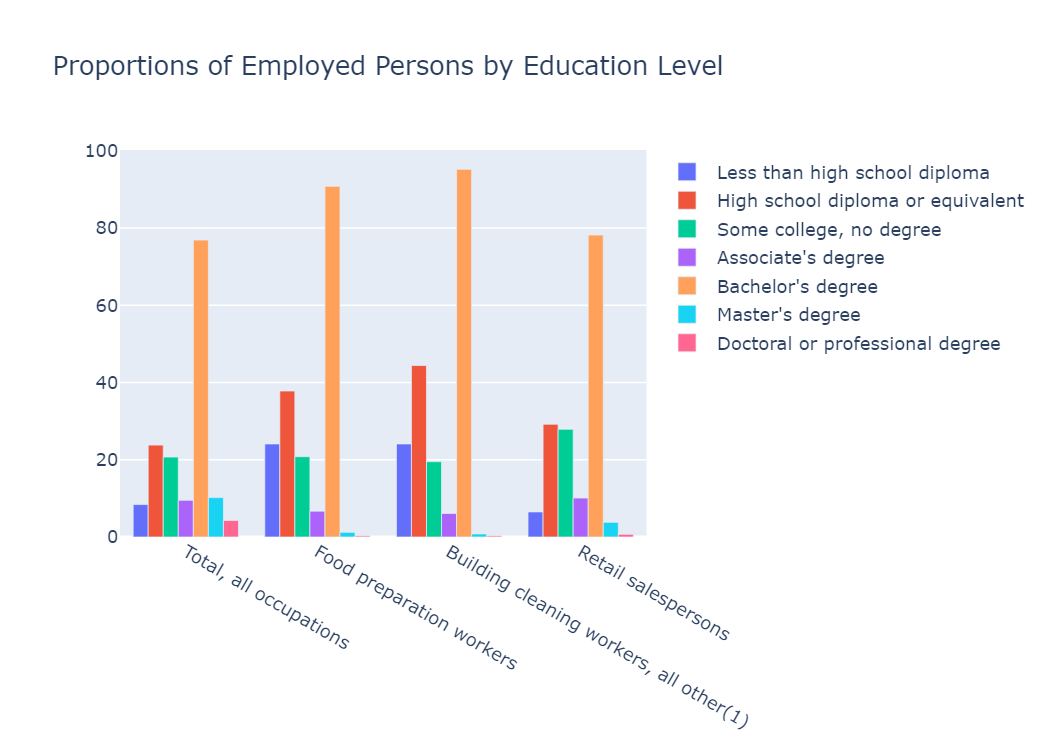 Proportions of Employed Persons by Education Level
100
80
60
40
20
0
Less than high school diploma
High school diploma or equivalent
Some college, no degree
Associate's degree
Bachelor's degree
Master's degree
Doctoral or professional degree
Total, all occupations
Food preparation workers
Building cleaning workers, all other(1)
Retail salespersons